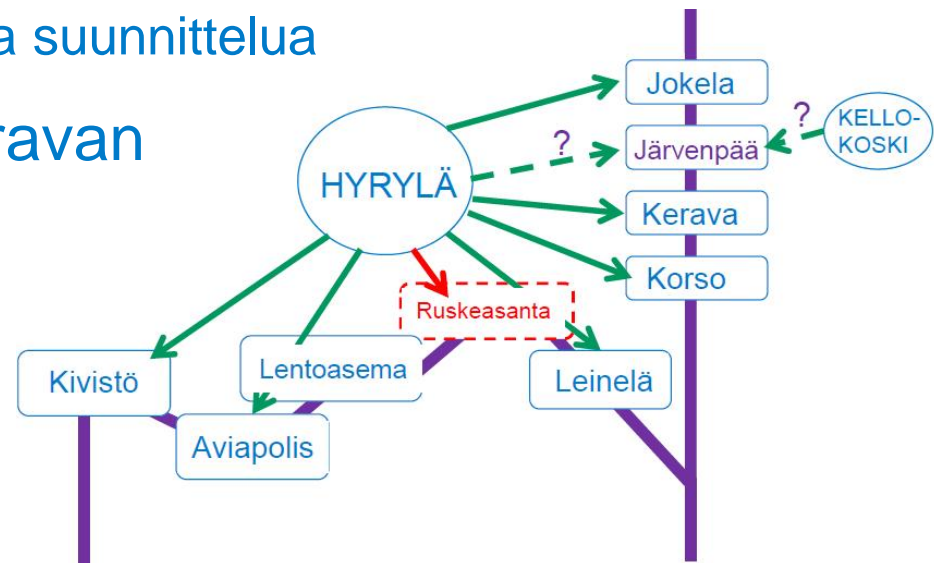 a suunnittelua
ravan
Jokela
?
KELLO-
KOSKI
?
Järvenpää
HYRYLÄ
Kerava
Korso
Ruskeasanta
Lentoasema
Kivistö
Leinelä
Aviapolis